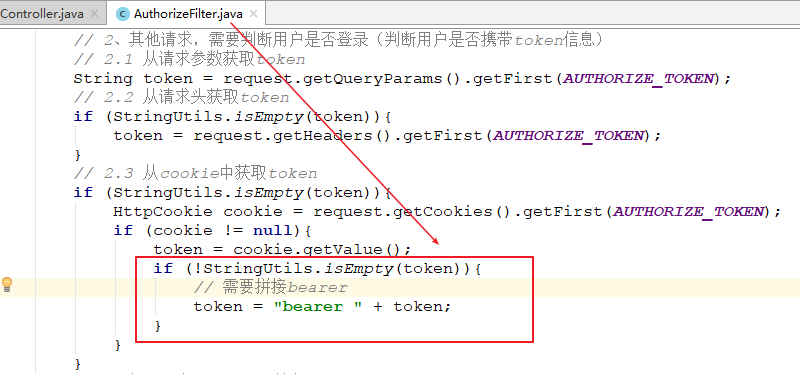 Controller.java × AuthorizeFilter.java ×
// 2、其他请求，需要判断用户是否登录（判断用户是否携带token信息）
// 2.1 从请求参数获取token
String token = request.getQueryParams().getFirst(AUTHORIZE_TOKEN);
// 2.2 从请求头获取token
if (StringUtils.isEmpty(token)){
token = request.getHeaders().getFirst(AUTHORIZE_TOKEN);
}
// 2.3 从cookie中获取token
if (StringUtils.isEmpty(token)){
HttpCookie cookie = request.getCookies().getFirst(AUTHORIZE_TOKEN);
if (cookie != null){
token = cookie.getValue();
if (!StringUtils.isEmpty(token)){
// 需要拼接bearer
token = "bearer " + token;
}
}
}